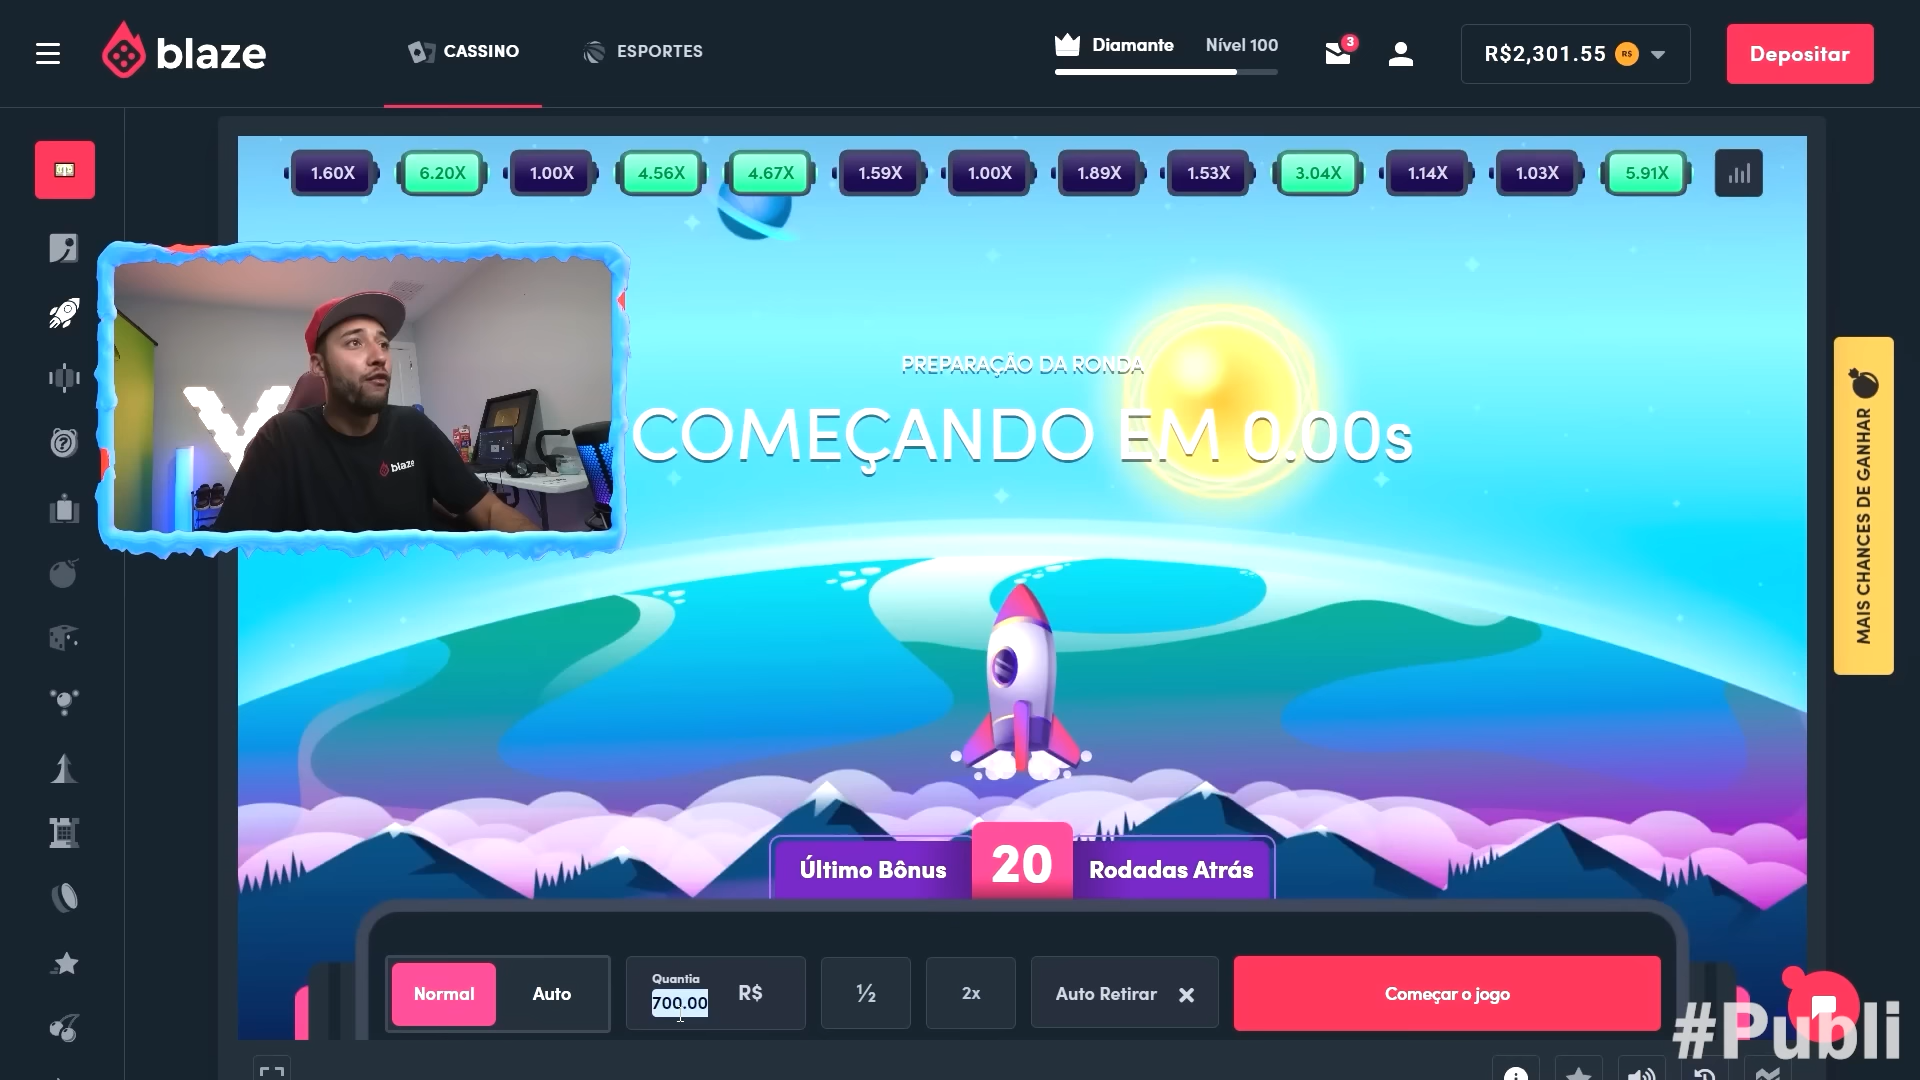 blaze
CASSINO
ESPORTES
Diamante
Nível 100
3
R$2,301.55
R$
Depositar
1.60X
6.20X
1.00X
4.56X
4.67X
1.59X
1.00X
1.89X
1.53X
3.04X
1.14X
1.03X
5.91X
blaze
PREPARAÇÃO DA RONDA
COMEÇANDO EM 0.00s
MAIS CHANCES DE GANHAR
Último Bônus
20
Rodadas Atrás
Normal
Auto
Quantia
700.00
R$
½
2x
Auto Retirar
Começar o jogo
#Publi